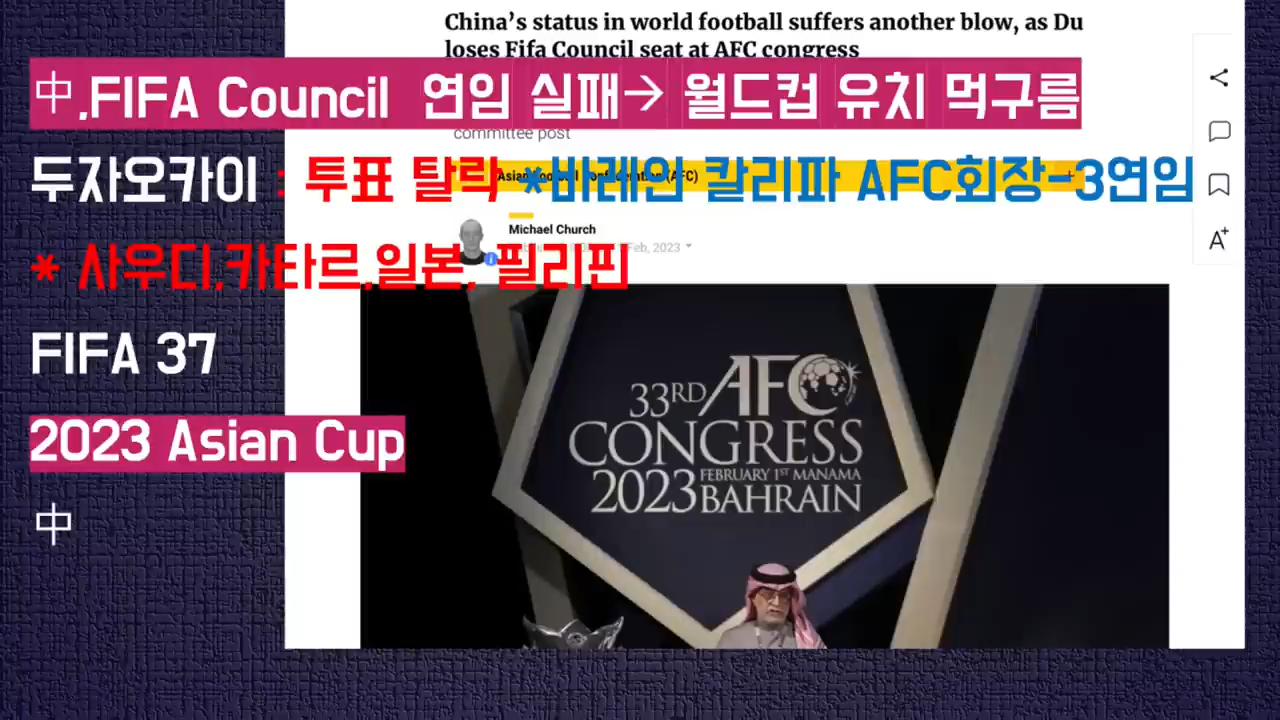 China's status in world football suffers another blow, as Du
loses Fifa Council seat at AFC congress
中.FIFA Council 연임 실패→ 월드컵 유치 먹구름
committee post
두자오카이 : 투표 탈락 *바레인 칼리파 AFC회장-3연임
Asian Football Confederation (AFC)
Michael Church
Feb, 2023
* 사우디.카타르.일본, 필리핀
FIFA 37
2023 Asian Cup
中
33RD AFC
CONGRESS
2023 FEBRUARY 1ST MANAMA
BAHRAIN